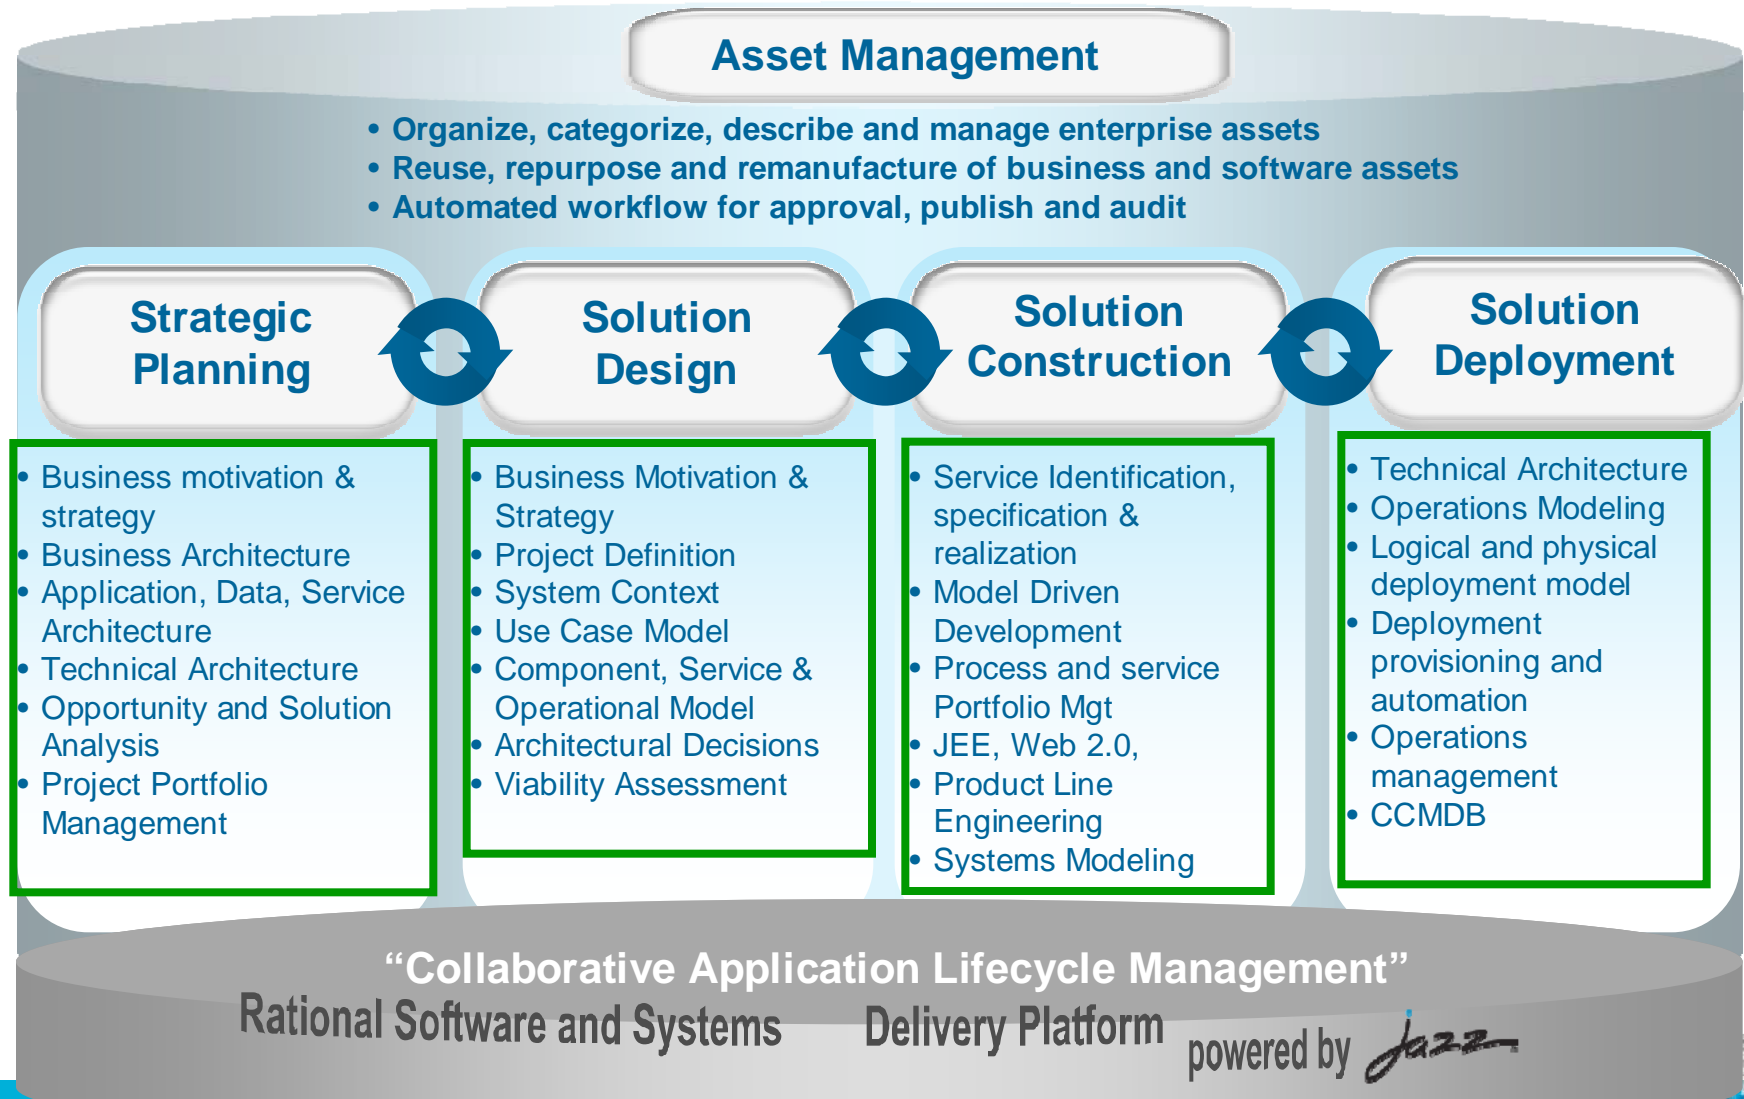 Asset Management
• Organize, categorize, describe and manage enterprise assets
• Reuse, repurpose and remanufacture of business and software assets
• Automated workflow for approval, publish and audit
Strategic
Planning
• Business motivation &
strategy
• Business Architecture
• Application, Data, Service
Architecture
• Technical Architecture
• Opportunity and Solution
Analysis
• Project Portfolio
Management
Solution
Design
• Business Motivation &
Strategy
• Project Definition
• System Context
• Use Case Model
• Component, Service &
Operational Model
• Architectural Decisions
• Viability Assessment
Solution
Construction
• Service Identification,
specification &
realization
• Model Driven
Development
• Process and service
Portfolio Mgt
• JEE, Web 2.0,
• Product Line
Engineering
• Systems Modeling
Solution
Deployment
• Technical Architecture
• Operations Modeling
• Logical and physical
deployment model
• Deployment
provisioning and
automation
• Operations
management
• CCMDB
“Collaborative Application Lifecycle Management”
Rational Software and Systems Delivery Platform powered by jazz